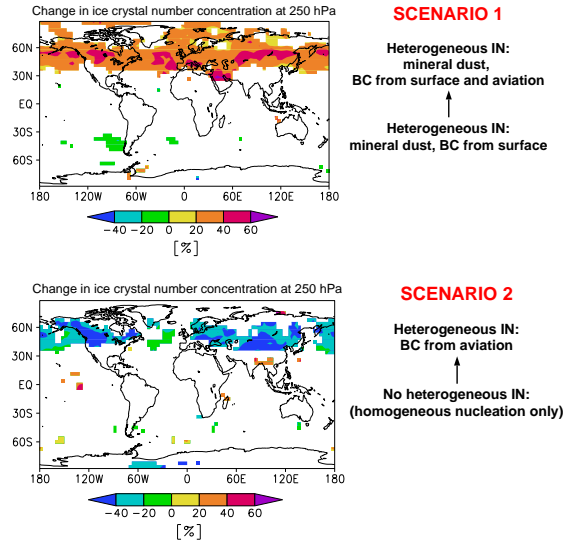 Change in ice crystal number concentration at 250 hPa
60N
30N
EQ
30S
60S
180
120W
60W
0
60E
120E
180
−40
−20
0
20
40
60
[%]
SCENARIO 1
Heterogeneous IN:
mineral dust,
BC from surface and aviation
Heterogeneous IN:
mineral dust, BC from surface
Change in ice crystal number concentration at 250 hPa
60N
30N
EQ
30S
60S
180
120W
60W
0
60E
120E
180
−40
−20
0
20
40
60
[%]
SCENARIO 2
Heterogeneous IN:
BC from aviation
No heterogeneous IN:
(homogeneous nucleation only)